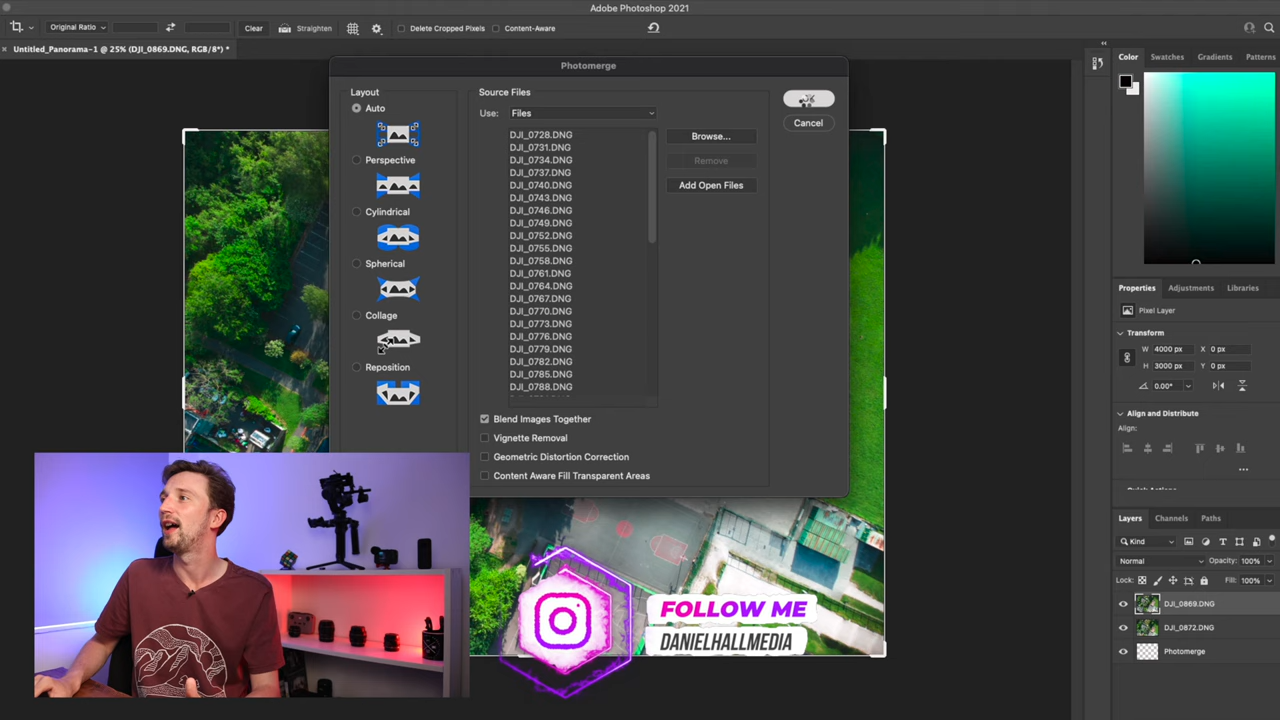 Adobe Photoshop 2021
Original Ratio
Clear
Straighten
Delete Cropped Pixels
Content-Aware
Untitled_Panorama-1 @ 25% (DJI_0869.DNG, RGB/8*) *
Photomerge
Layout
Auto
Perspective
Cylindrical
Spherical
Collage
Reposition
Source Files
Use: Files
DJI_0728.DNG
DJI_0731.DNG
DJI_0734.DNG
DJI_0737.DNG
DJI_0740.DNG
DJI_0743.DNG
DJI_0746.DNG
DJI_0749.DNG
DJI_0752.DNG
DJI_0755.DNG
DJI_0758.DNG
DJI_0761.DNG
DJI_0764.DNG
DJI_0767.DNG
DJI_0770.DNG
DJI_0773.DNG
DJI_0776.DNG
DJI_0779.DNG
DJI_0782.DNG
DJI_0785.DNG
DJI_0788.DNG
Blend Images Together
Vignette Removal
Geometric Distortion Correction
Content Aware Fill Transparent Areas
Cancel
Browse...
Remove
Add Open Files
FOLLOW ME
DANIELHALLMEDIA
Color Swatches Gradients Patterns
Properties Adjustments Libraries
Pixel Layer
Transform
W 4000 px X 0 px
H 3000 px Y 0 px
0.00°
Align and Distribute
Align:
Layers Channels Paths
Kind
Normal Opacity: 100%
Lock: Fill: 100%
DJI_0869.DNG
DJI_0872.DNG
Photomerge